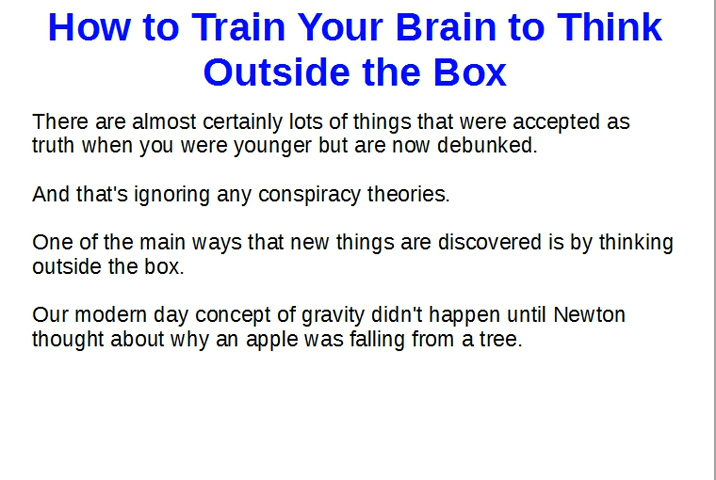 How to Train Your Brain to Think
Outside the Box
There are almost certainly lots of things that were accepted as
truth when you were younger but are now debunked.
And that's ignoring any conspiracy theories.
One of the main ways that new things are discovered is by thinking
outside the box.
Our modern day concept of gravity didn't happen until Newton
thought about why an apple was falling from a tree.